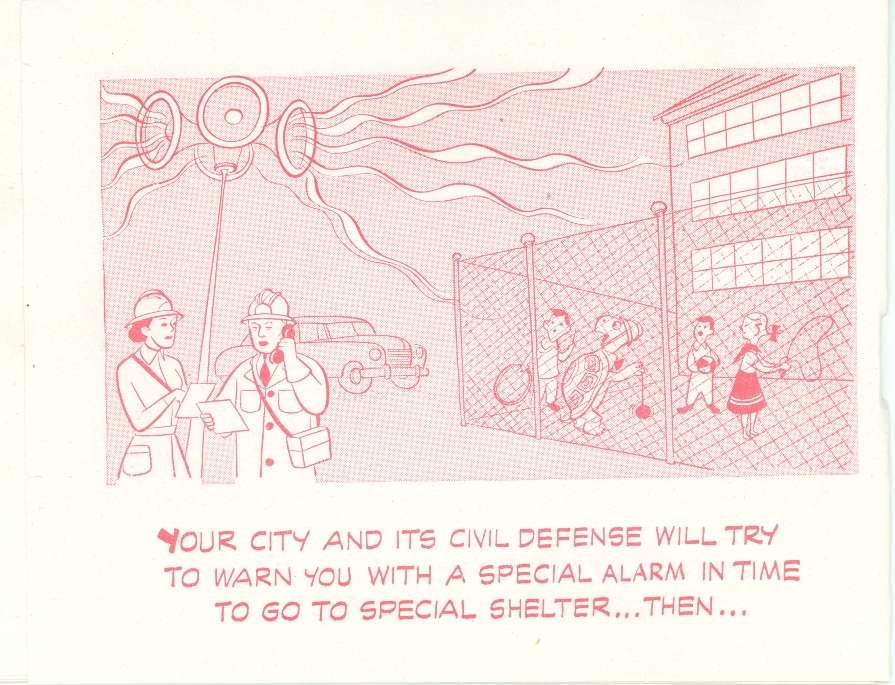 YOUR CITY AND ITS CIVIL DEFENSE WILL TRY
TO WARN YOU WITH A SPECIAL ALARM IN TIME
TO GO TO SPECIAL SHELTER...THEN...